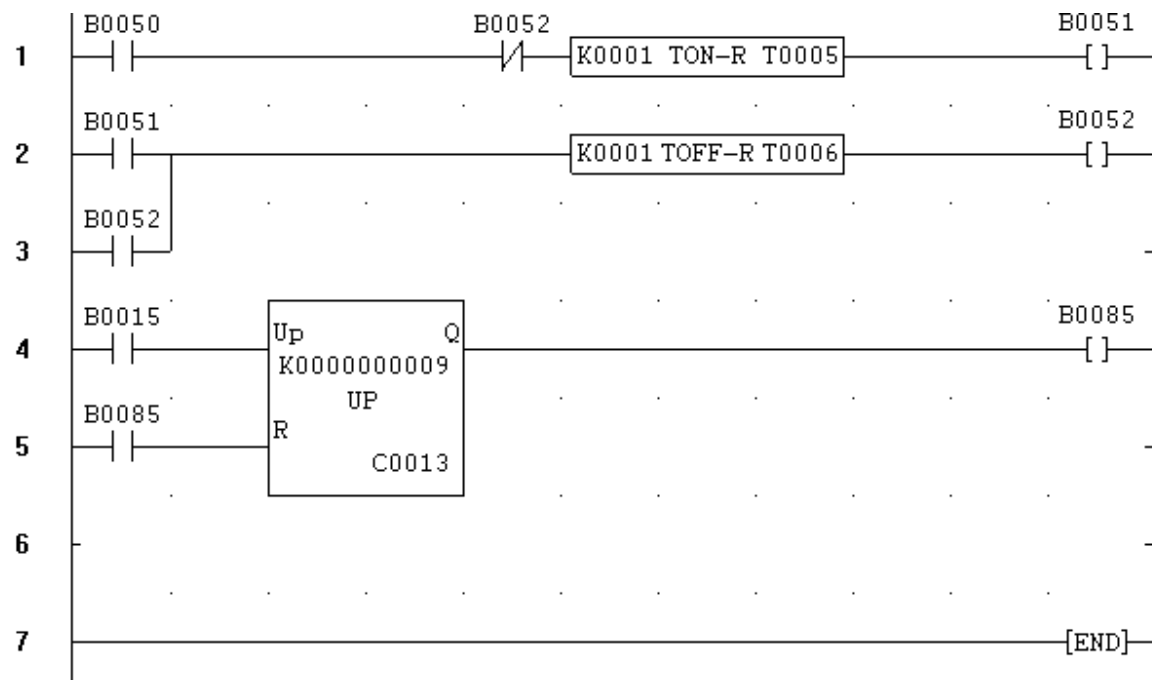 B0050 B0052 B0051
1 K0001 TON-R T0005 [ ]
B0051 B0052
2 K0001 TOFF-R T0006 [ ]
B0052
3
B0015 B0085
4 Up Q [ ]
K0000000009
UP
B0085
R
5
C0013
6
7 [END]